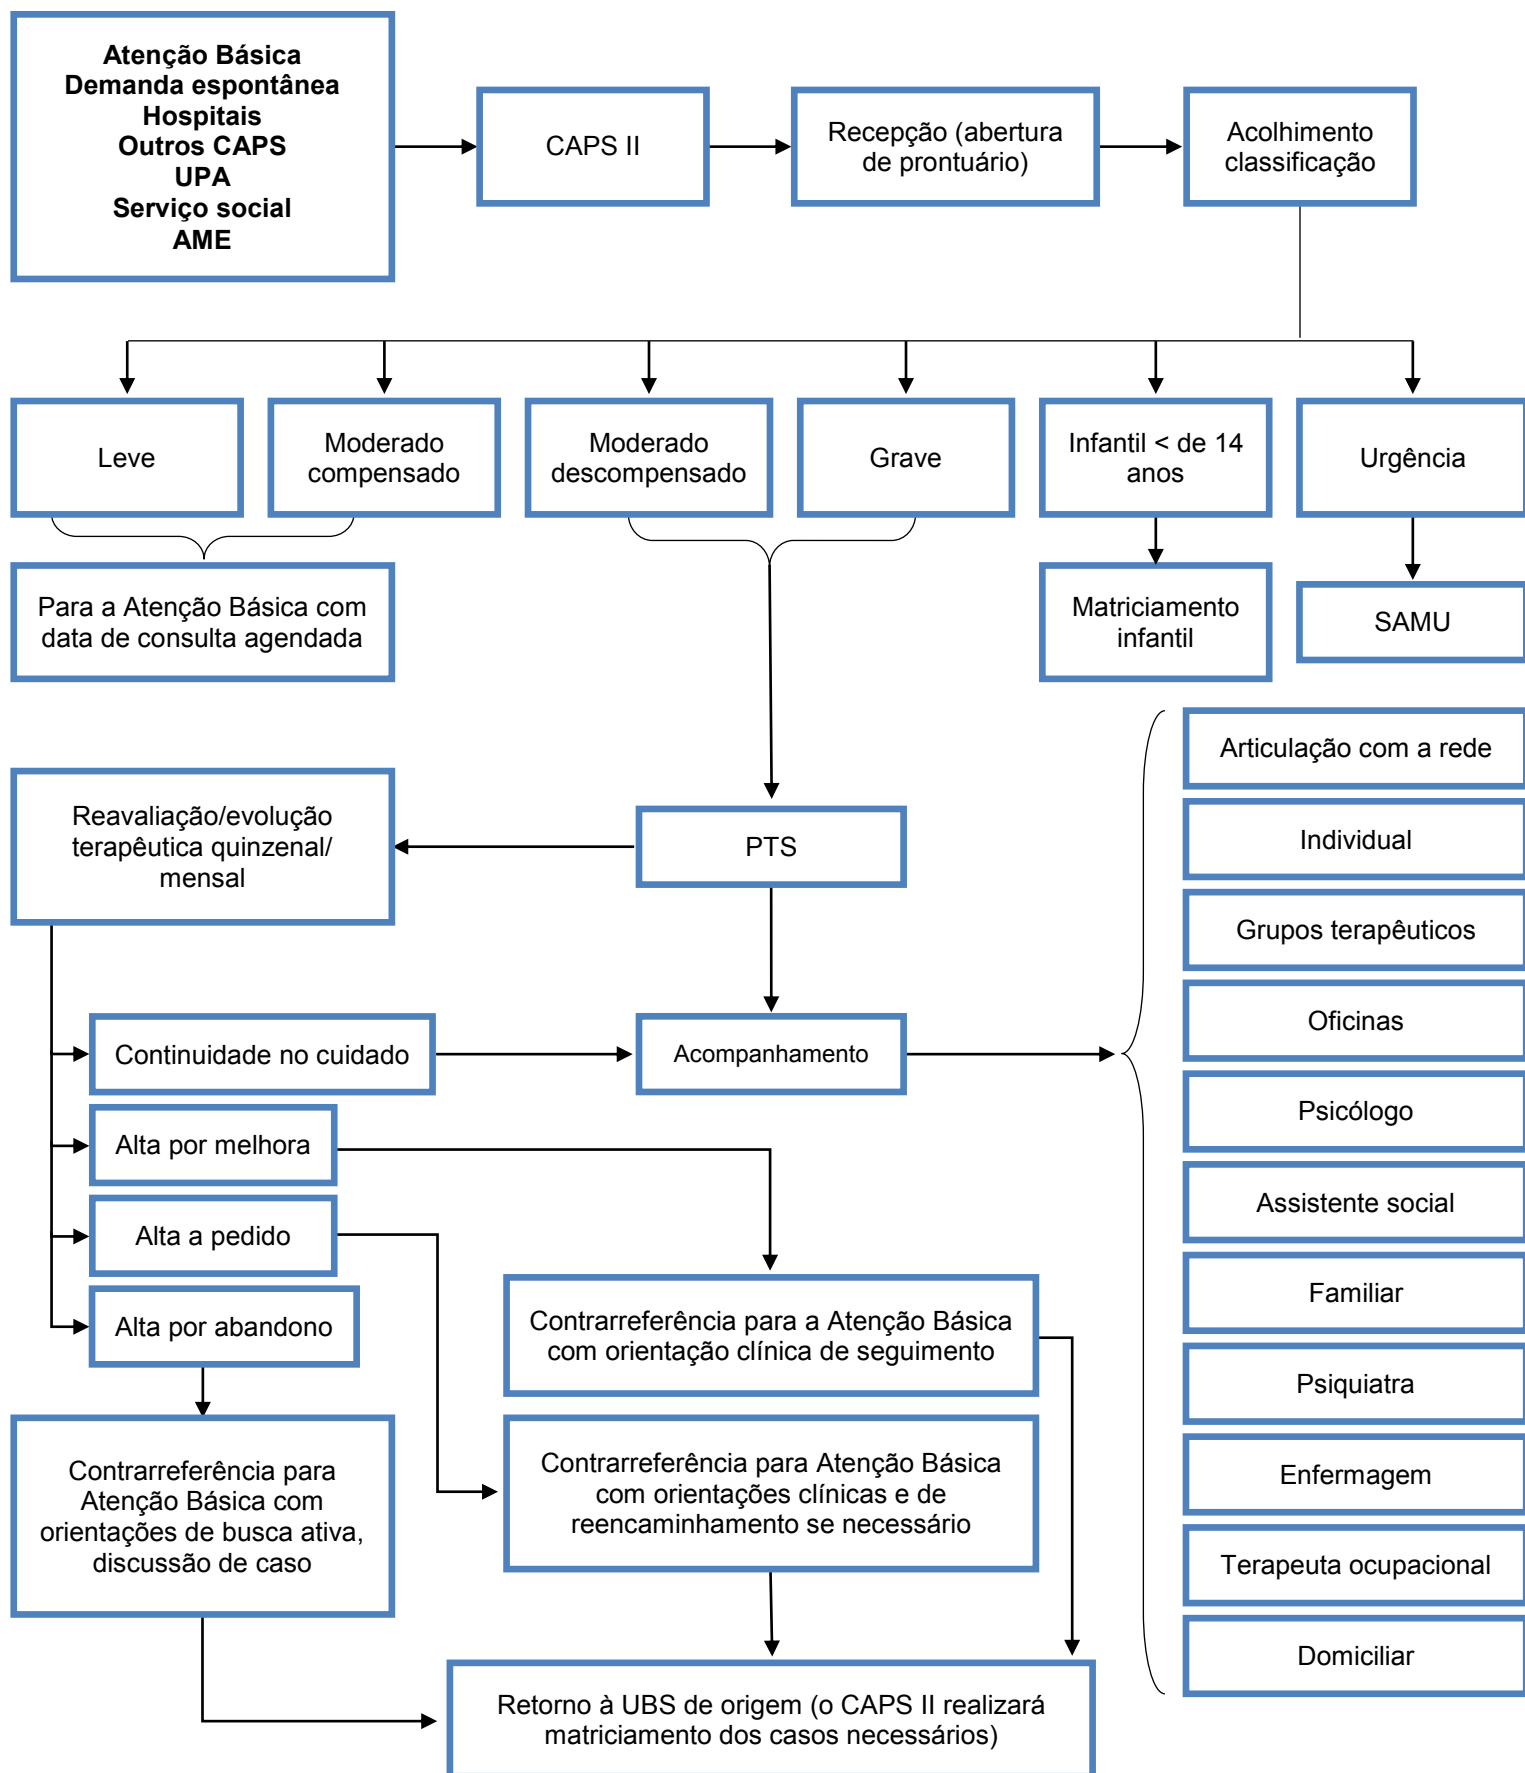 Atenção Básica
Demanda espontânea
Hospitais
Outros CAPS
UPA
Serviço social
AME
CAPS II
Recepção (abertura
de prontuário)
Acolhimento
classificação
Leve
Moderado
compensado
Moderado
descompensado
Grave
Infantil < de 14
anos
Urgência
Para a Atenção Básica com
data de consulta agendada
Matriciamento
infantil
SAMU
Reavaliação/evolução
terapêutica quinzenal/
mensal
PTS
Continuidade no cuidado
Acompanhamento
Alta por melhora
Alta a pedido
Alta por abandono
Contrarreferência para a Atenção Básica
com orientação clínica de seguimento
Contrarreferência para
Atenção Básica com
orientações de busca ativa,
discussão de caso
Contrarreferência para Atenção Básica
com orientações clínicas e de
reencaminhamento se necessário
Retorno à UBS de origem (o CAPS II realizará
matriciamento dos casos necessários)
Articulação com a rede
Individual
Grupos terapêuticos
Oficinas
Psicólogo
Assistente social
Familiar
Psiquiatra
Enfermagem
Terapeuta ocupacional
Domiciliar